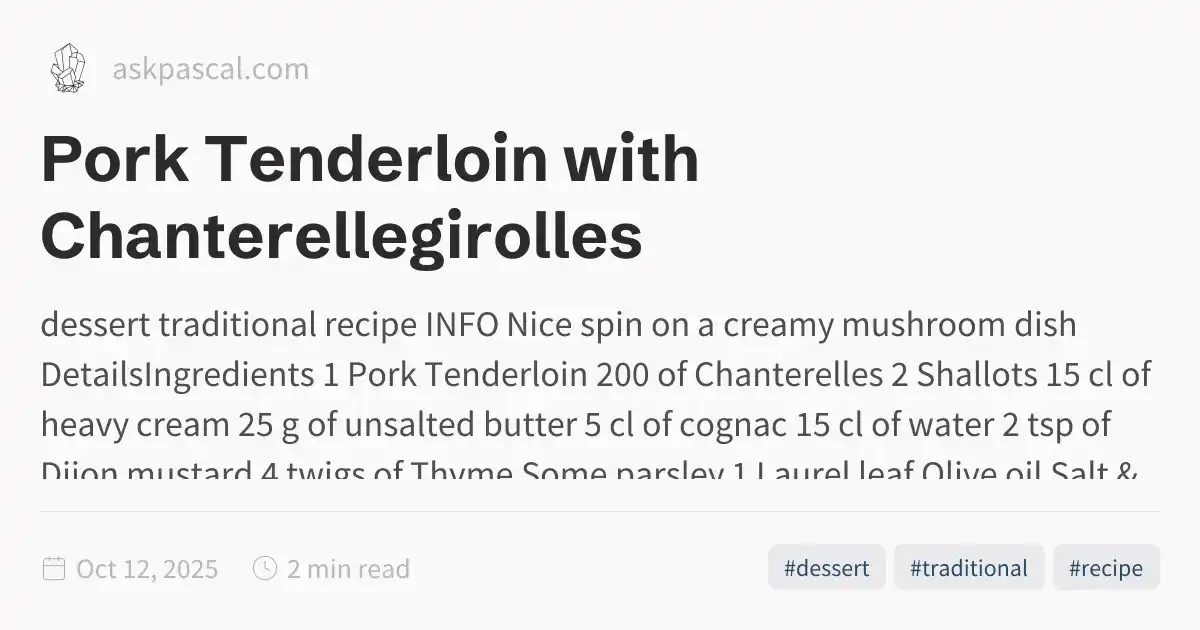 askpascal.com
Pork Tenderloin with
Chanterellegirolles
dessert traditional recipe INFO Nice spin on a creamy mushroom dish
DetailsIngredients 1 Pork Tenderloin 200 of Chanterelles 2 Shallots 15 cl of
heavy cream 25 g of unsalted butter 5 cl of cognac 15 cl of water 2 tsp of
Dijon mustard 4 twigs of Thyme Some parsley 1 Laurel leaf Olive oil Salt &
Oct 12, 2025 2 min read #dessert #traditional #recipe